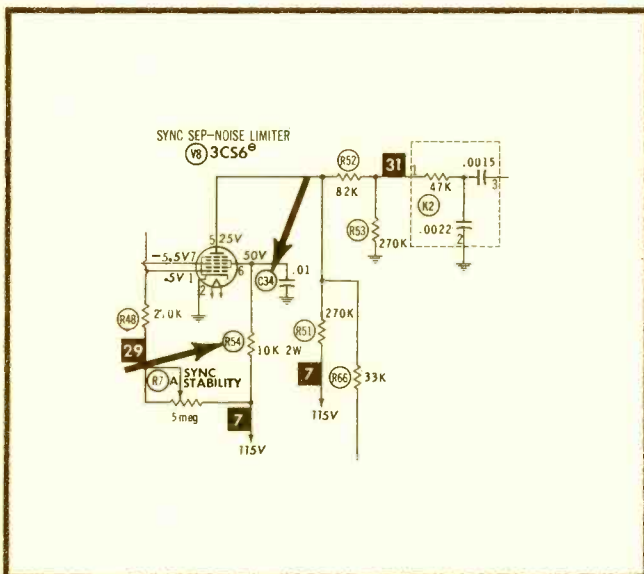 SYNC SEP-NOISE LIMITER
V8 3CS6
R52
82K
31
1
47K
.0015
3
K2
.0022
2
R53
270K
5 25V
-5.5V 7
.5V 1
2
50V
6
C34
.01
R48
R54
10K 2W
270K
R51
29
R7 A SYNC
STABILITY
5 meg
7
115V
7
115V
R66
33K